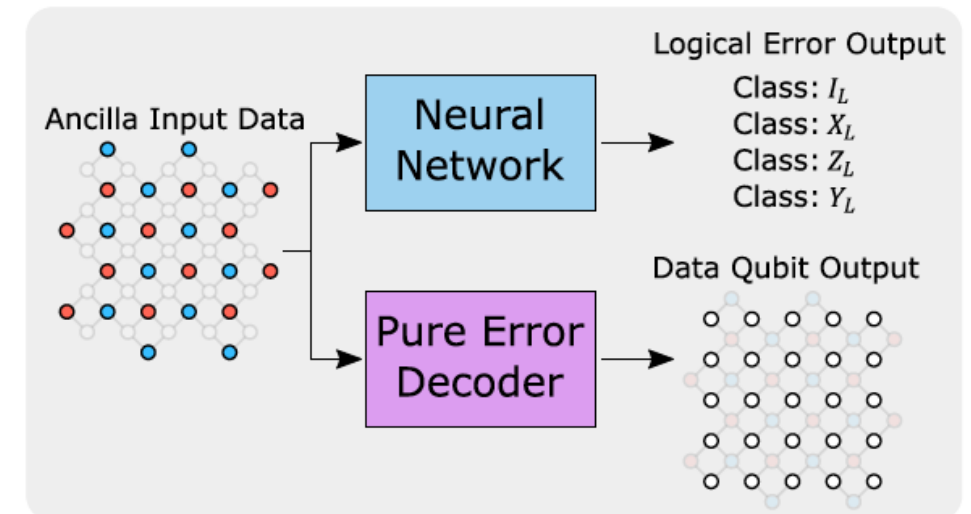 Ancilla Input Data
Neural
Network
Logical Error Output
Class: I_L
Class: X_L
Class: Z_L
Class: Y_L
Pure Error
Decoder
Data Qubit Output